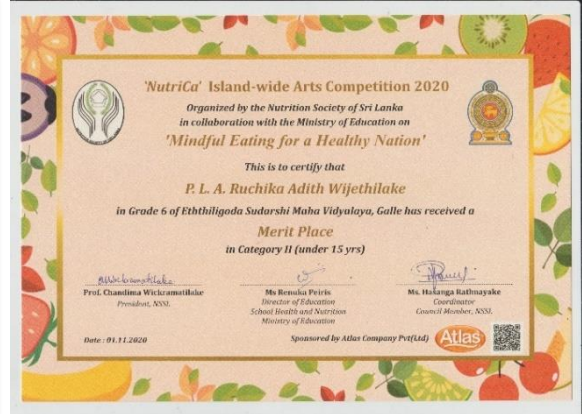 'NutriCa' Island-wide Arts Competition 2020
Organized by the Nutrition Society of Sri Lanka
in collaboration with the Ministry of Education on
'Mindful Eating for a Healthy Nation'
This is to certify that
P. L. A. Ruchika Adith Wijethilake
in Grade 6 of Eththiligoda Sudarshi Maha Vidyalaya, Galle has received a
Merit Place
in Category II (under 15 yrs)
Prof. Chandima Wickramatilake
President, NSSL
Ms Renuka Peiris
Director of Education
School Health and Nutrition
Ministry of Education
Ms. Hasanga Rathnayake
Coordinator
Council Member, NSSL
Date : 01.11.2020
Sponsored by Atlas Company Pvt(Ltd)
Atlas